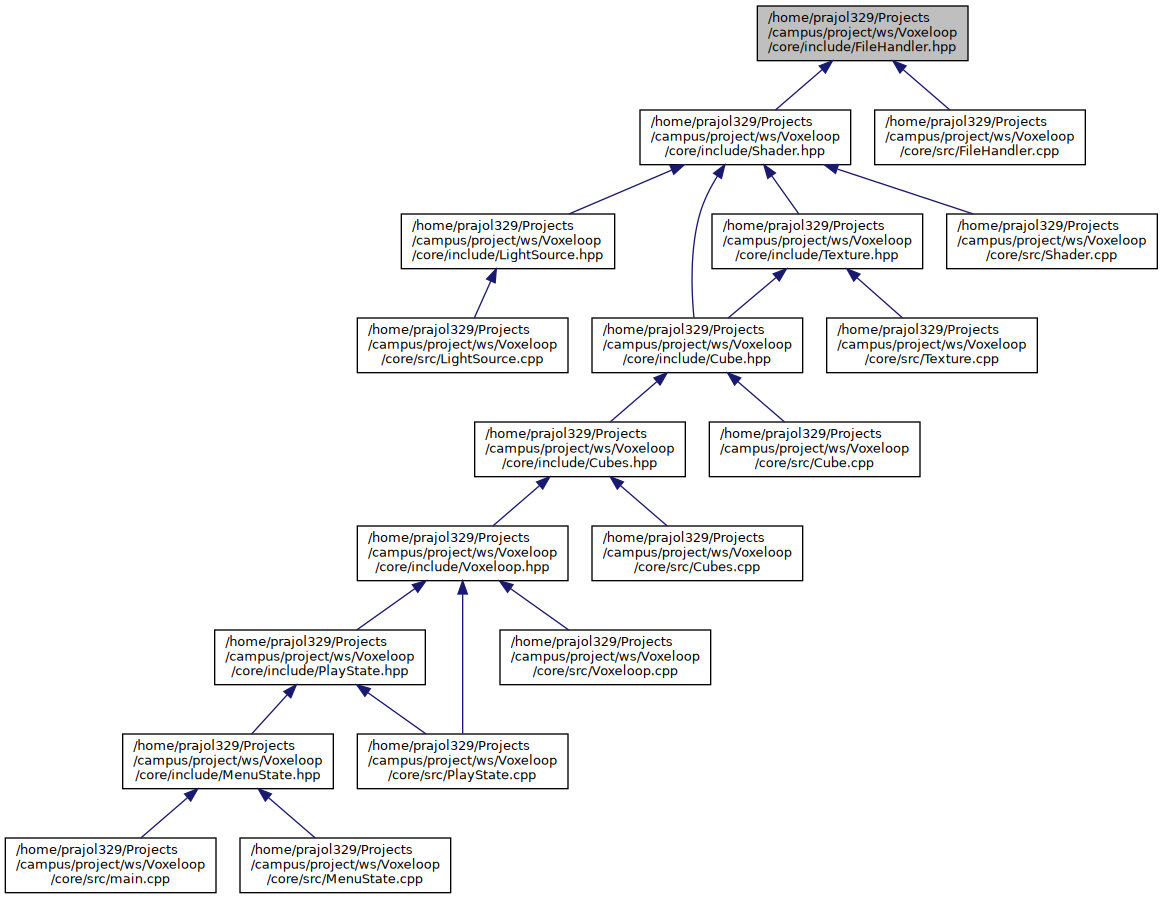 /home/prajol329/Projects
/campus/project/ws/Voxeloop
/core/include/FileHandler.hpp
/home/prajol329/Projects
/campus/project/ws/Voxeloop
/core/include/Shader.hpp
/home/prajol329/Projects
/campus/project/ws/Voxeloop
/core/src/FileHandler.cpp
/home/prajol329/Projects
/campus/project/ws/Voxeloop
/core/include/LightSource.hpp
/home/prajol329/Projects
/campus/project/ws/Voxeloop
/core/include/Texture.hpp
/home/prajol329/Projects
/campus/project/ws/Voxeloop
/core/src/Shader.cpp
/home/prajol329/Projects
/campus/project/ws/Voxeloop
/core/src/LightSource.cpp
/home/prajol329/Projects
/campus/project/ws/Voxeloop
/core/include/Cube.hpp
/home/prajol329/Projects
/campus/project/ws/Voxeloop
/core/src/Texture.cpp
/home/prajol329/Projects
/campus/project/ws/Voxeloop
/core/include/Cubes.hpp
/home/prajol329/Projects
/campus/project/ws/Voxeloop
/core/src/Cube.cpp
/home/prajol329/Projects
/campus/project/ws/Voxeloop
/core/include/Voxeloop.hpp
/home/prajol329/Projects
/campus/project/ws/Voxeloop
/core/src/Cubes.cpp
/home/prajol329/Projects
/campus/project/ws/Voxeloop
/core/include/PlayState.hpp
/home/prajol329/Projects
/campus/project/ws/Voxeloop
/core/src/Voxeloop.cpp
/home/prajol329/Projects
/campus/project/ws/Voxeloop
/core/include/MenuState.hpp
/home/prajol329/Projects
/campus/project/ws/Voxeloop
/core/src/PlayState.cpp
/home/prajol329/Projects
/campus/project/ws/Voxeloop
/core/src/main.cpp
/home/prajol329/Projects
/campus/project/ws/Voxeloop
/core/src/MenuState.cpp